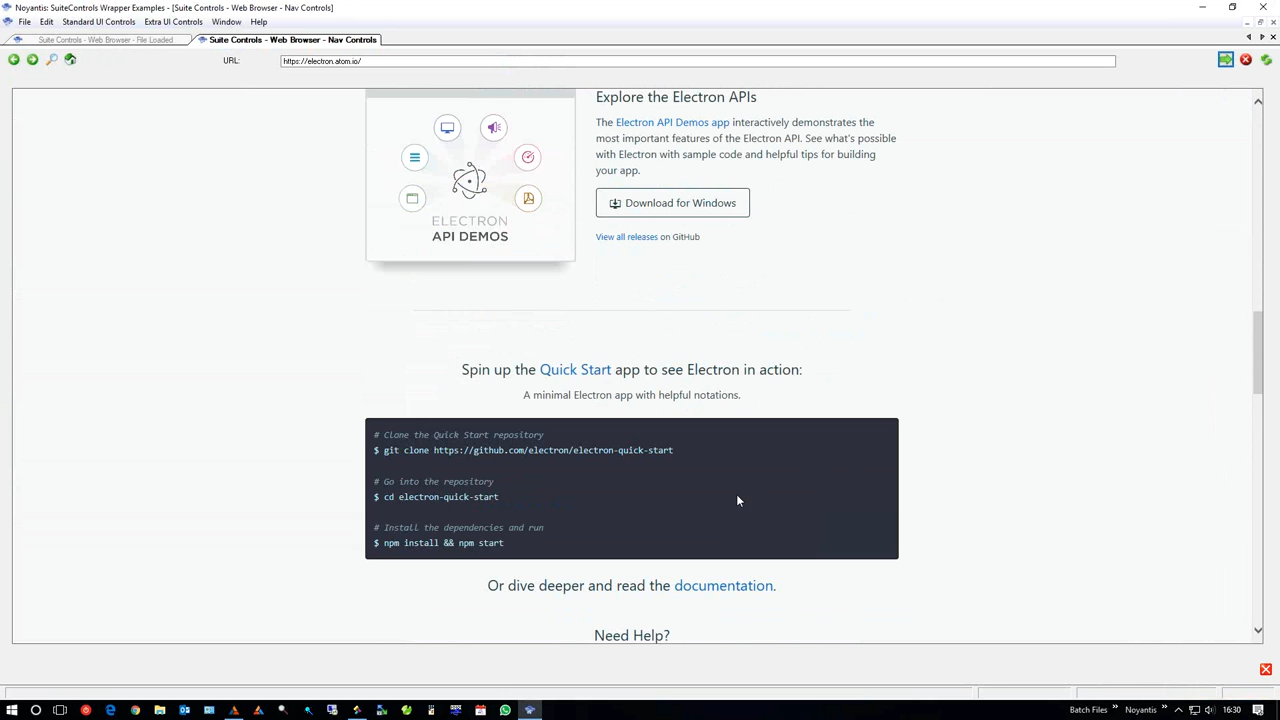 Noyantis: SuiteControls Wrapper Examples - [Suite Controls - Web Browser - Nav Controls]
File Edit Standard UI Controls Extra UI Controls Window Help
Suite Controls - Web Browser - File Loaded
Suite Controls - Web Browser - Nav Controls
URL: https://electron.atom.io/
ELECTRON
API DEMOS
Explore the Electron APIs
The Electron API Demos app interactively demonstrates the
most important features of the Electron API. See what's possible
with Electron with sample code and helpful tips for building
your app.
Download for Windows
View all releases on GitHub
Spin up the Quick Start app to see Electron in action:
A minimal Electron app with helpful notations.
# Clone the Quick Start repository
$ git clone https://github.com/electron/electron-quick-start
# Go into the repository
$ cd electron-quick-start
# Install the dependencies and run
$ npm install && npm start
Or dive deeper and read the documentation.
Need Help?
Batch Files » Noyantis » 16:30